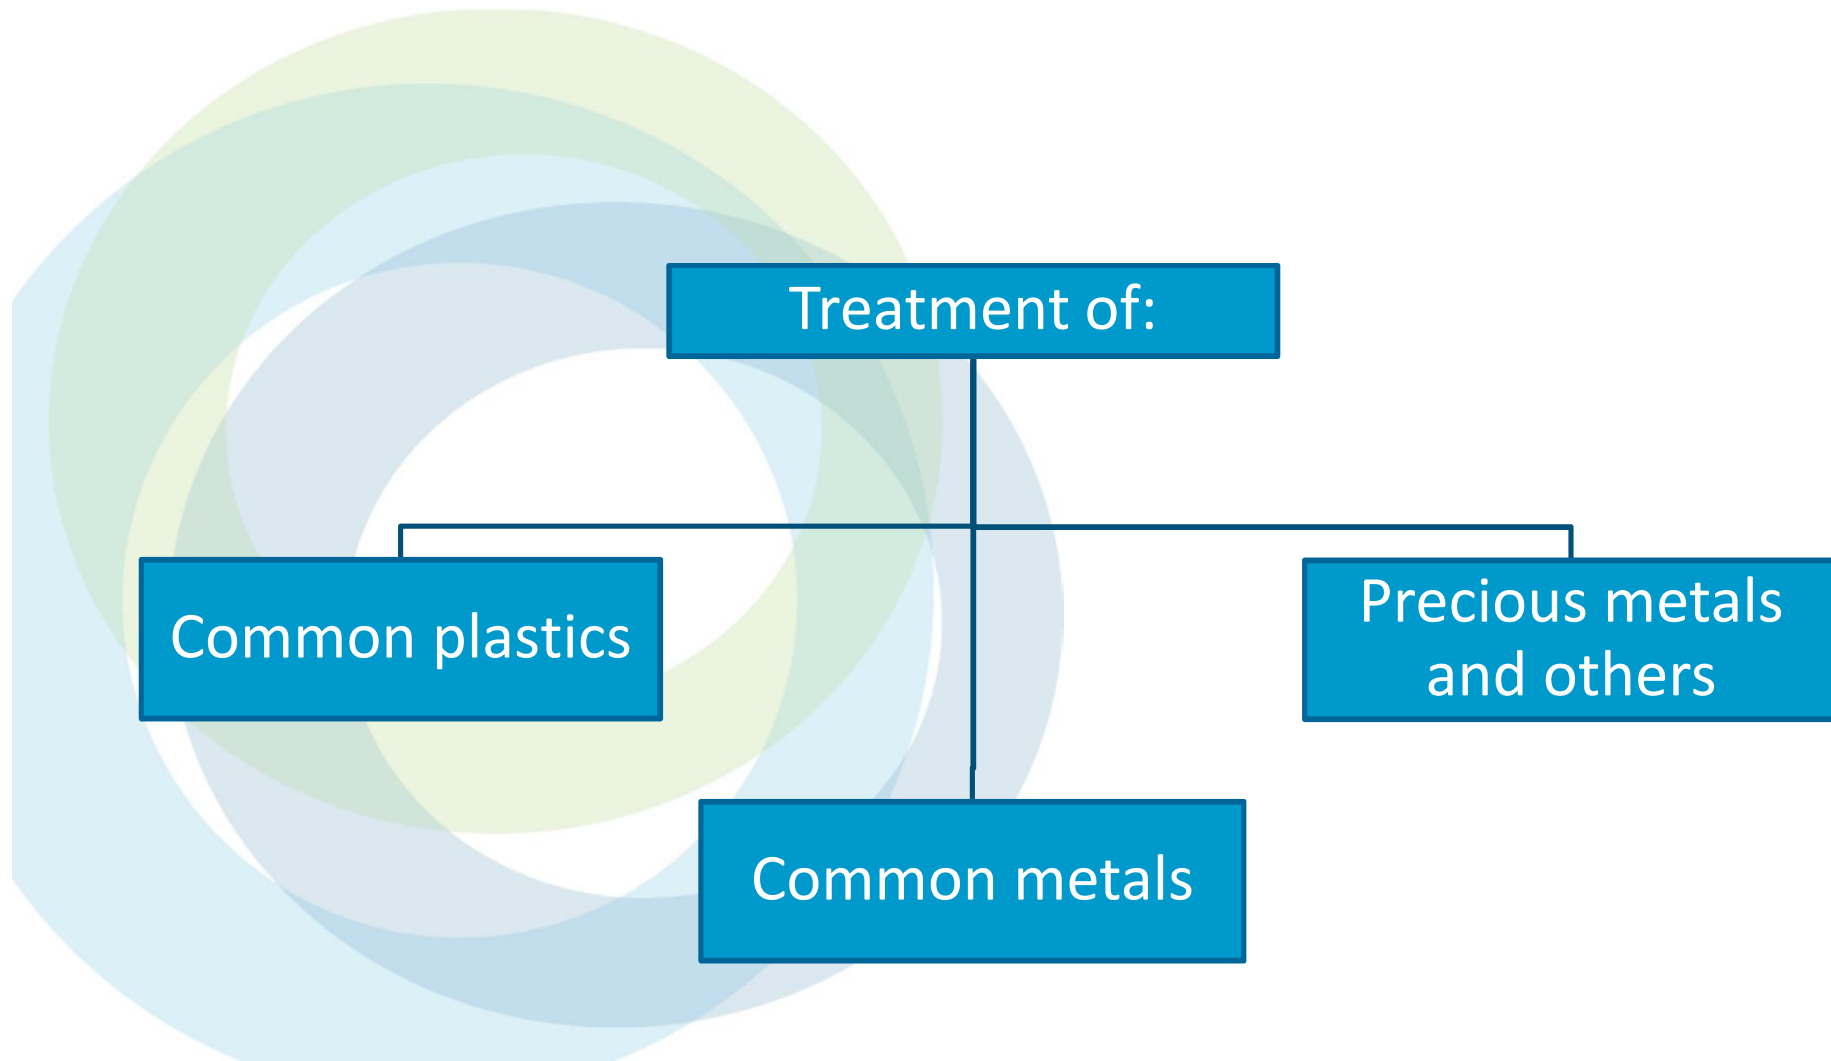 Treatment of:
Common plastics
Precious metals
and others
Common metals